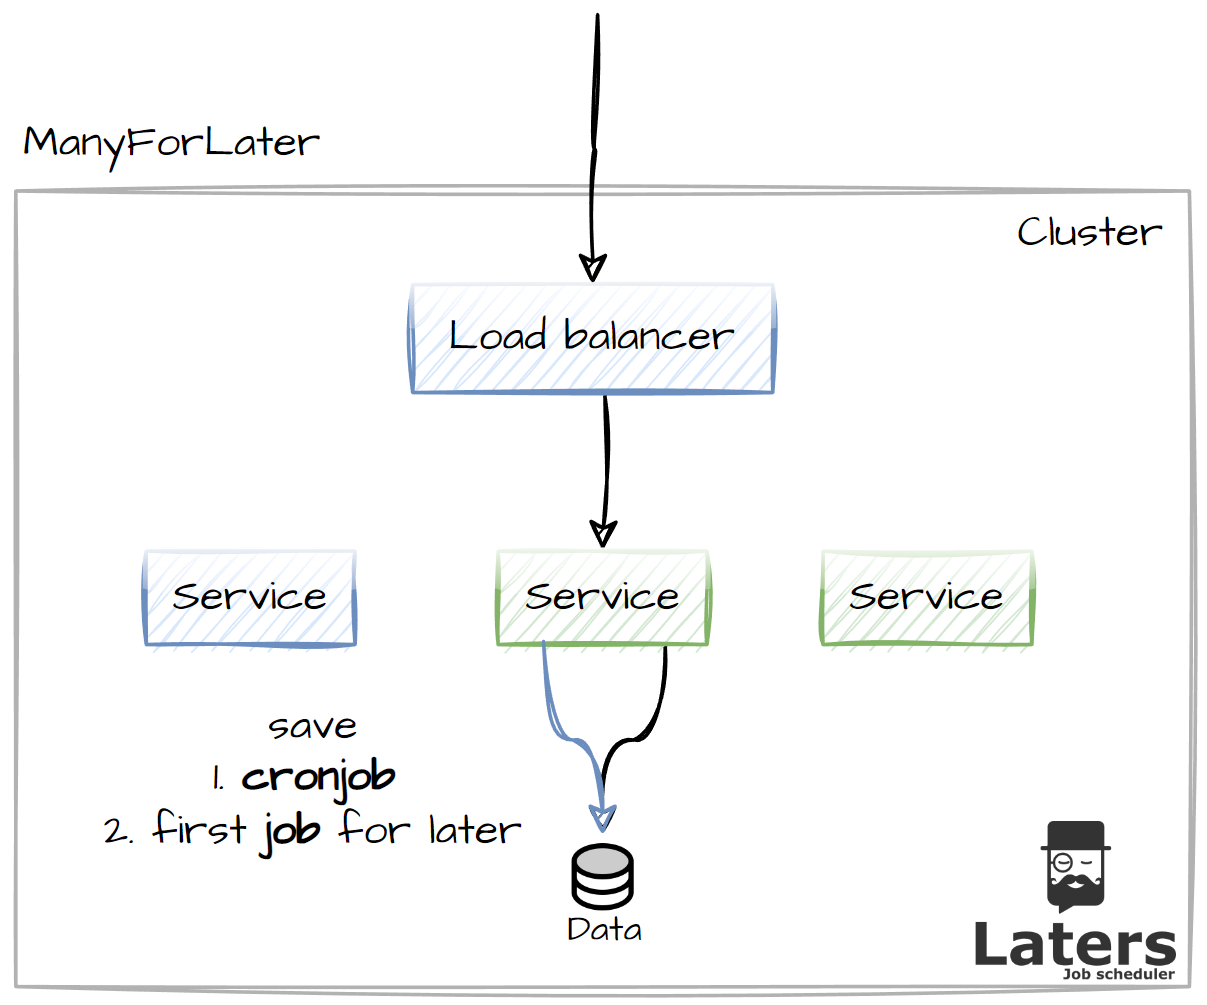 ManyForLater
Cluster
Load balancer
Service
Service
Service
save
1. cronjob
2. first job for later
Data
Laters
Job scheduler